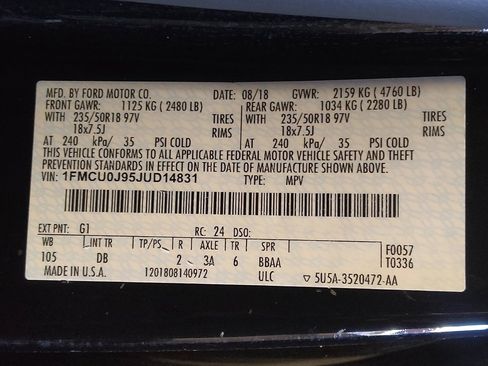 MFD. BY FORD MOTOR CO. 08/18 GVWR: 2159 KG (4760 LB)
FRONT GAWR: 1125 KG (2480 LB) REAR GAWR: 1034 KG (2280 LB)
WITH 235/50R18 97V TIRES WITH 235/50R18 97V TIRES
18x7.5J RIMS 18x7.5J RIMS
AT 240 kPa/ 35 PSI COLD AT 240 kPa/ 35 PSI COLD
THIS VEHICLE CONFORMS TO ALL APPLICABLE FEDERAL MOTOR VEHICLE SAFETY AND THEFT
PREVENTION STANDARDS IN EFFECT ON THE DATE OF MANUFACTURE SHOWN ABOVE.
VIN: 1FMCU0J95JUD14831 TYPE: MPV
EXT PNT: G1 RC: 24 DSO:
WB INT TR TP/PS R AXLE TR SPR F0057
105 DB 2 3A 6 BBAA T0336
MADE IN U.S.A. 1201808140972 ULC ▽ 5U5A-3520472-AA